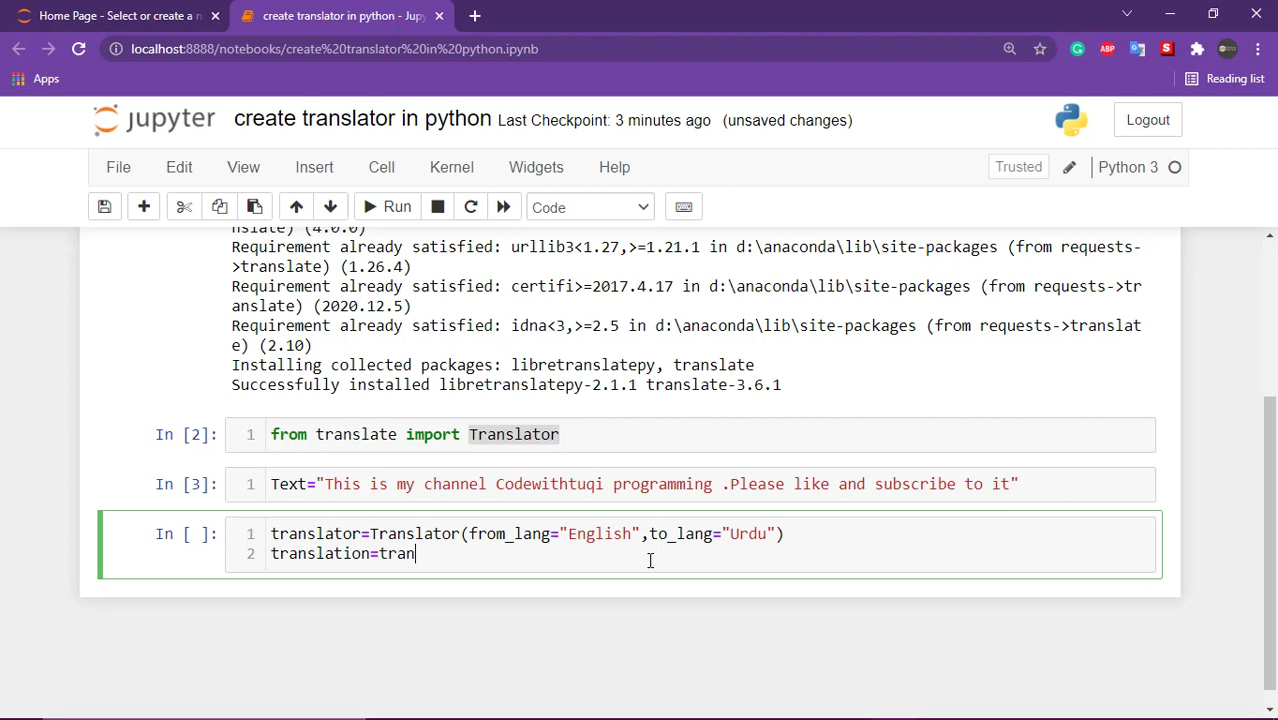 Home Page - Select or create a n
create translator in python - Jupy
localhost:8888/notebooks/create%20translator%20in%20python.ipynb
ABP
S
Apps
Reading list
jupyter
create translator in python Last Checkpoint: 3 minutes ago (unsaved changes)
Logout
File Edit View Insert Cell Kernel Widgets Help
Trusted
Python 3
Run
Code
nslate) (4.0.0)
Requirement already satisfied: urllib3<1.27,>=1.21.1 in d:\anaconda\lib\site-packages (from requests-
>translate) (1.26.4)
Requirement already satisfied: certifi>=2017.4.17 in d:\anaconda\lib\site-packages (from requests->tr
anslate) (2020.12.5)
Requirement already satisfied: idna<3,>=2.5 in d:\anaconda\lib\site-packages (from requests->translat
e) (2.10)
Installing collected packages: libretranslatepy, translate
Successfully installed libretranslatepy-2.1.1 translate-3.6.1
In [2]: 1 from translate import Translator
In [3]: 1 Text="This is my channel Codewithtuqi programming .Please like and subscribe to it"
In [ ]: 1 translator=Translator(from_lang="English",to_lang="Urdu")
2 translation=tran